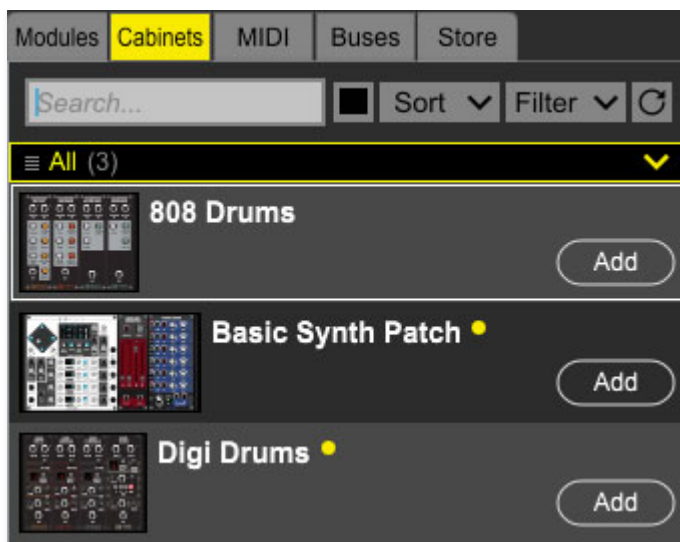 Modules Cabinets MIDI Buses Store
Search... Sort Filter
All (3)
808 Drums
Add
Basic Synth Patch
Add
Digi Drums
Add